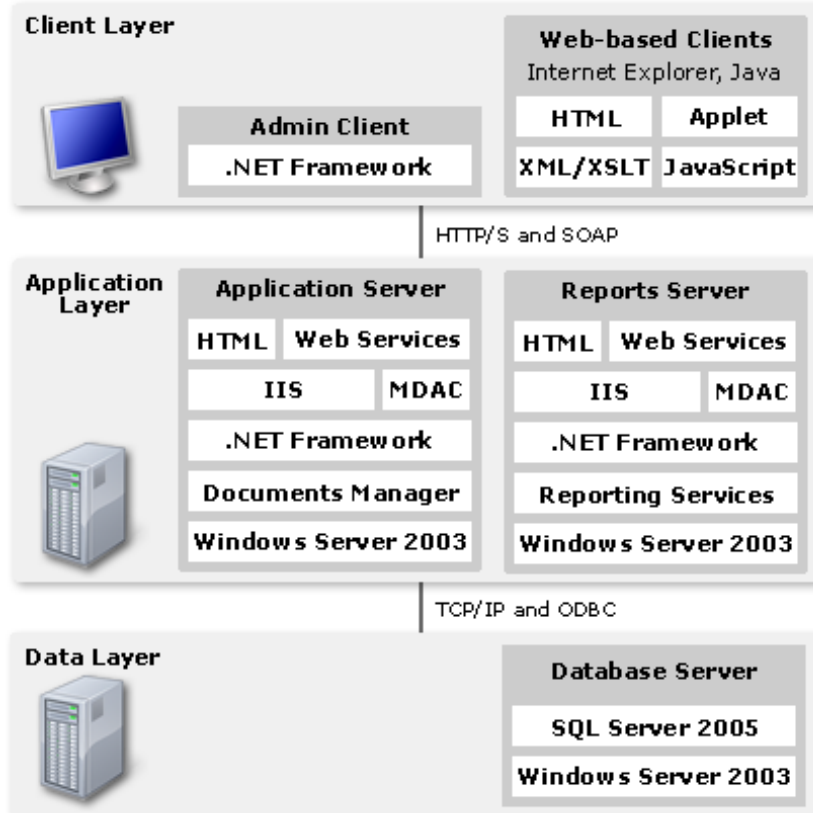 Client Layer
Web-based Clients
Internet Explorer, Java
HTML
Applet
XML/XSLT
JavaScript
Admin Client
.NET Framework
HTTP/S and SOAP
Application
Layer
Application Server
HTML
Web Services
IIS
MDAC
.NET Framework
Documents Manager
Windows Server 2003
Reports Server
HTML
Web Services
IIS
MDAC
.NET Framework
Reporting Services
Windows Server 2003
TCP/IP and ODBC
Data Layer
Database Server
SQL Server 2005
Windows Server 2003